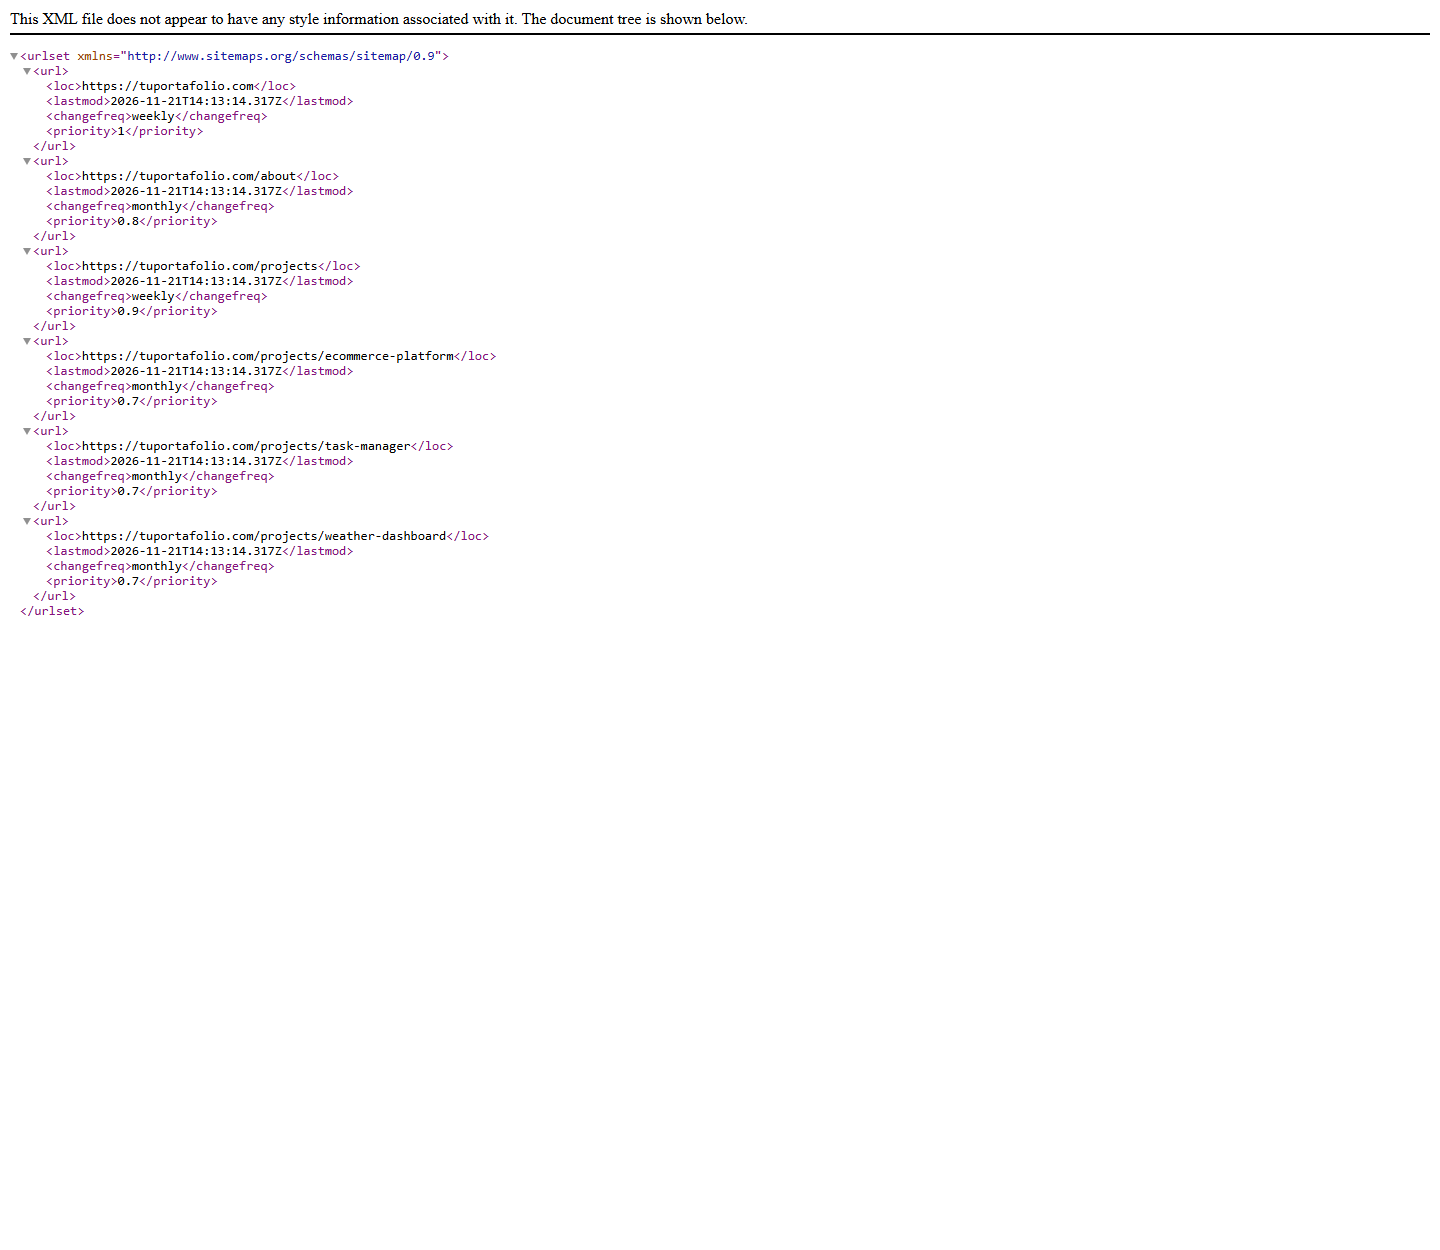 This XML file does not appear to have any style information associated with it. The document tree is shown below.
<urlset xmlns="http://www.sitemaps.org/schemas/sitemap/0.9">
<url>
<loc>https://tuportafolio.com</loc>
<lastmod>2026-11-21T14:13:14.317Z</lastmod>
<changefreq>weekly</changefreq>
<priority>1</priority>
</url>
<url>
<loc>https://tuportafolio.com/about</loc>
<lastmod>2026-11-21T14:13:14.317Z</lastmod>
<changefreq>monthly</changefreq>
<priority>0.8</priority>
</url>
<url>
<loc>https://tuportafolio.com/projects</loc>
<lastmod>2026-11-21T14:13:14.317Z</lastmod>
<changefreq>weekly</changefreq>
<priority>0.9</priority>
</url>
<url>
<loc>https://tuportafolio.com/projects/ecommerce-platform</loc>
<lastmod>2026-11-21T14:13:14.317Z</lastmod>
<changefreq>monthly</changefreq>
<priority>0.7</priority>
</url>
<url>
<loc>https://tuportafolio.com/projects/task-manager</loc>
<lastmod>2026-11-21T14:13:14.317Z</lastmod>
<changefreq>monthly</changefreq>
<priority>0.7</priority>
</url>
<url>
<loc>https://tuportafolio.com/projects/weather-dashboard</loc>
<lastmod>2026-11-21T14:13:14.317Z</lastmod>
<changefreq>monthly</changefreq>
<priority>0.7</priority>
</url>
</urlset>